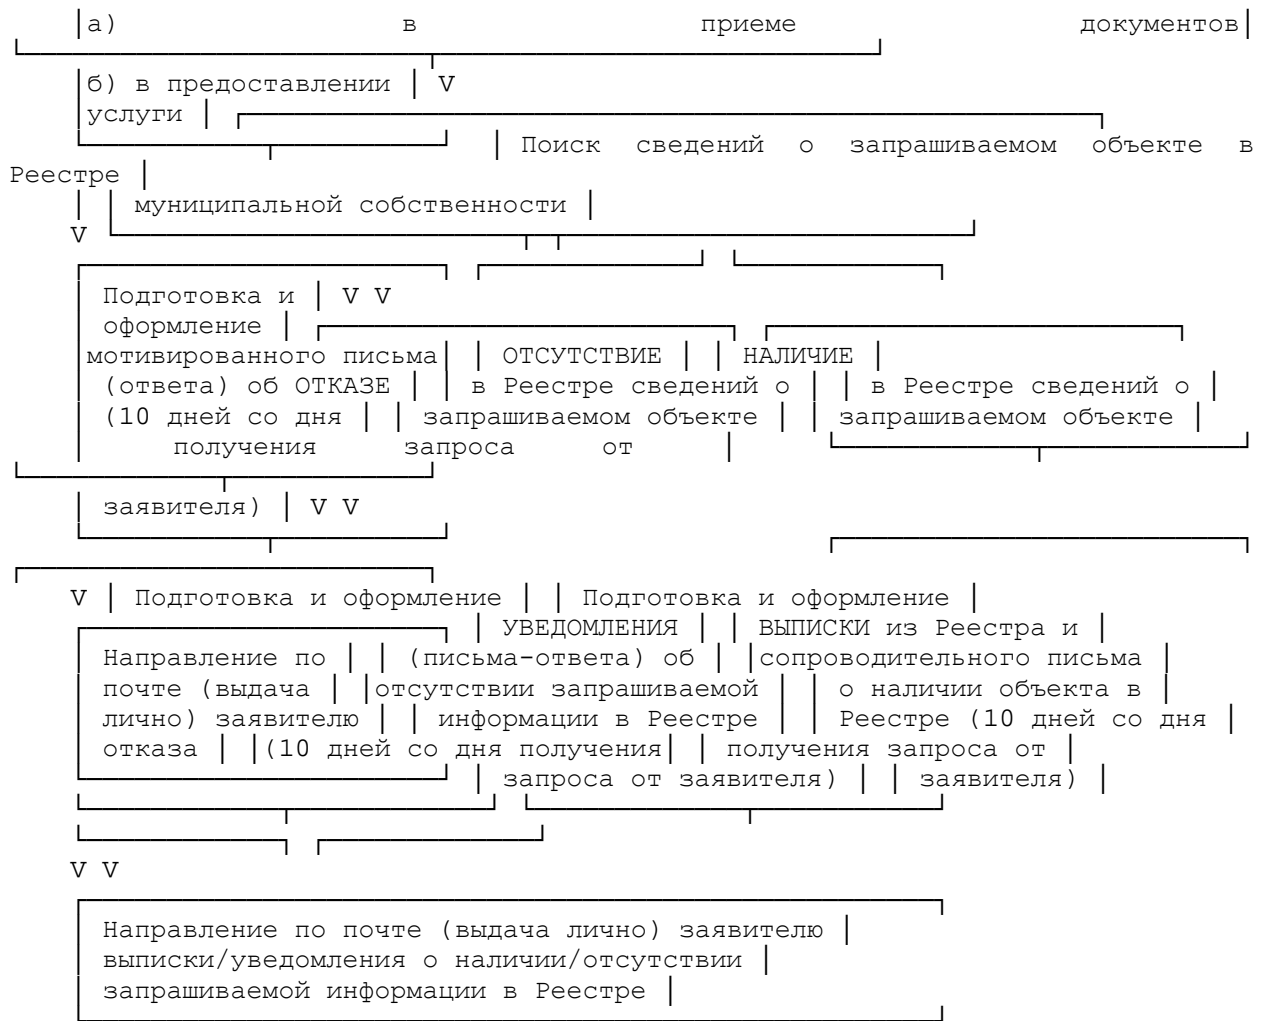 │а) в приеме документов│
└─────────────────────────┬───────────────────────────┘
│б) в предоставлении │ V
│услуги │ ┌─────────────────────────────────────────────────────┐
└───────────┬──────────┘ │ Поиск сведений о запрашиваемом объекте в
Реестре │
│ │ муниципальной собственности │
V └─────────────────────────┬─┬─────────────────────────┘
┌──────────────────────┐ ┌─────────────┘ └────────────┐
│ Подготовка и │ V V
│ оформление │ ┌─────────────────────────┐ ┌─────────────────────────┐
│мотивированного письма│ │ ОТСУТСТВИЕ │ │ НАЛИЧИЕ │
│ (ответа) об ОТКАЗЕ │ │ в Реестре сведений о │ │ в Реестре сведений о │
│ (10 дней со дня │ │ запрашиваемом объекте │ │ запрашиваемом объекте │
│ получения запроса от │ └────────────┬────────────┘
└────────────┬────────────┘
│ заявителя) │ V V
└───────────┬──────────┘ ┌─────────────────────────┐
┌─────────────────────────┐
V │ Подготовка и оформление │ │ Подготовка и оформление │
┌──────────────────────┐ │ УВЕДОМЛЕНИЯ │ │ ВЫПИСКИ из Реестра и │
│ Направление по │ │ (письма-ответа) об │ │сопроводительного письма │
│ почте (выдача │ │отсутствии запрашиваемой │ │ о наличии объекта в │
│ лично) заявителю │ │ информации в Реестре │ │ Реестре (10 дней со дня │
│ отказа │ │(10 дней со дня получения│ │ получения запроса от │
└──────────────────────┘ │ запроса от заявителя) │ │ заявителя) │
└────────────┬────────────┘ └─────────────┬───────────┘
└────────────┐ ┌─────────────┘
V V
┌─────────────────────────────────────────────────────┐
│ Направление по почте (выдача лично) заявителю │
│ выписки/уведомления о наличии/отсутствии │
│ запрашиваемой информации в Реестре │
└─────────────────────────────────────────────────────┘